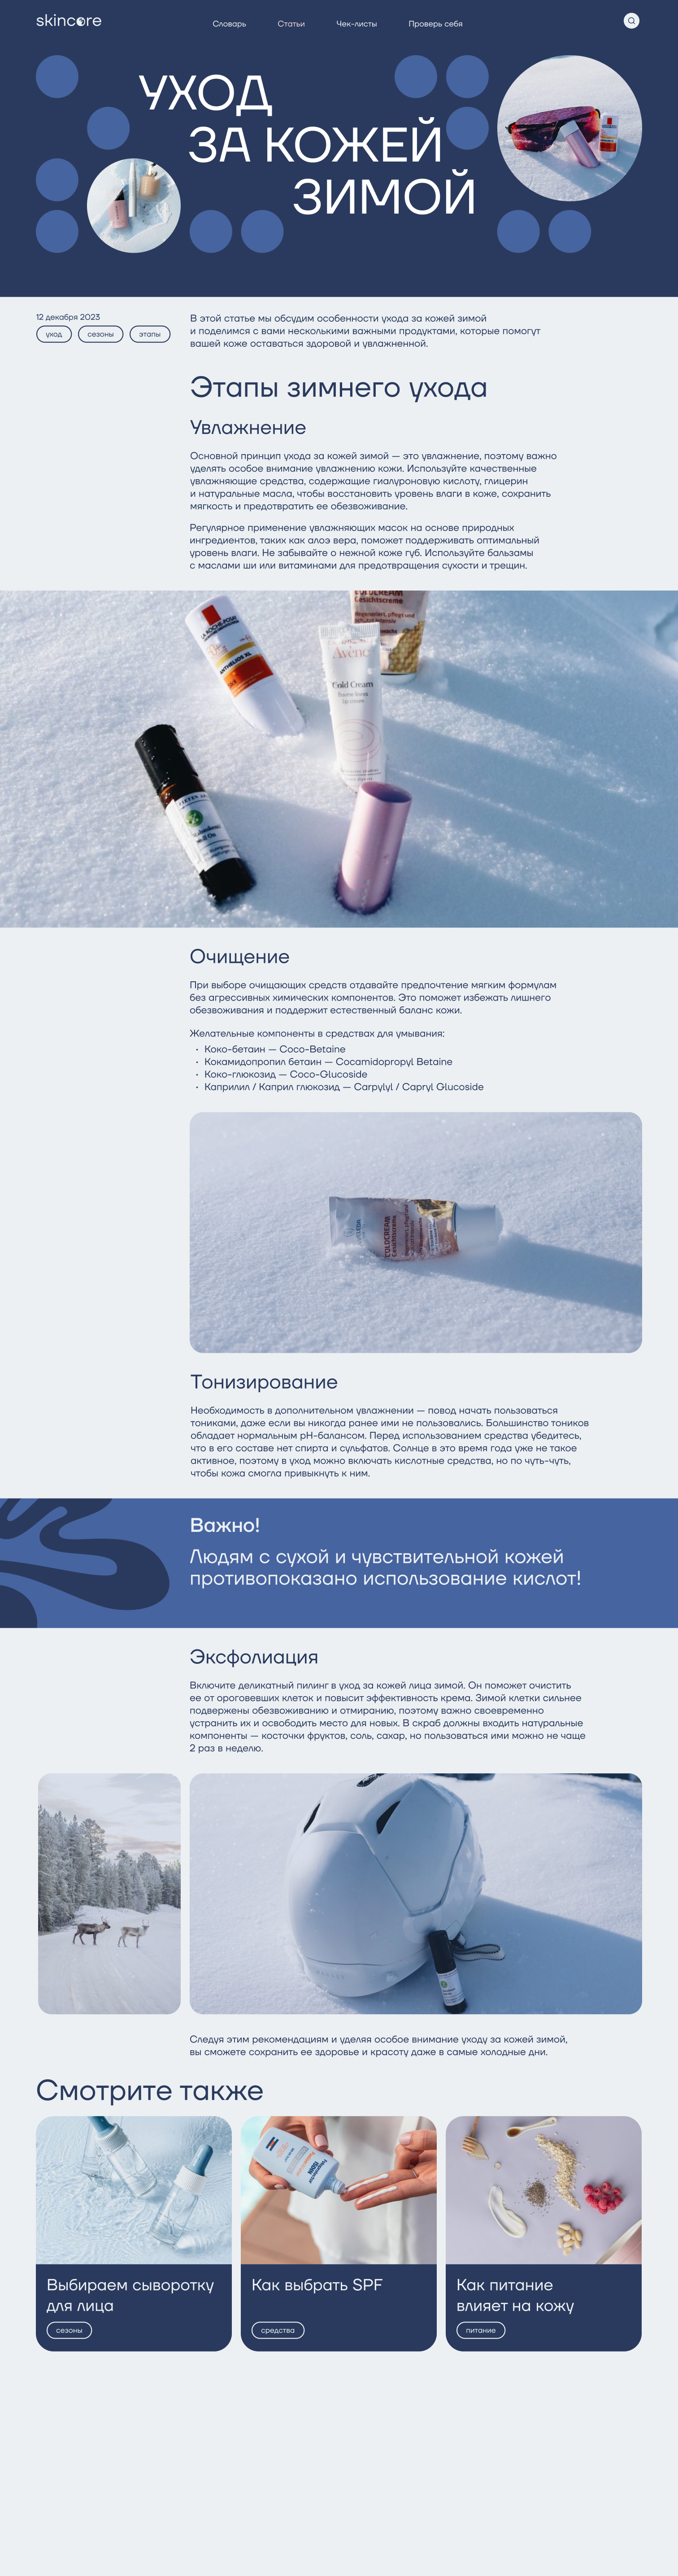 skincore
Словарь
Статьи
Чек-листы
Проверь себя
УХОД
ЗА КОЖЕЙ
ЗИМОЙ
12 декабря 2023
уход
сезоны
этапы
В этой статье мы обсудим особенности ухода за кожей зимой
и поделимся с вами несколькими важными продуктами, которые помогут
вашей коже оставаться здоровой и увлажненной.
Этапы зимнего ухода
Увлажнение
Основной принцип ухода за кожей зимой — это увлажнение, поэтому важно
уделять особое внимание увлажнению кожи. Используйте качественные
увлажняющие средства, содержащие гиалуроновую кислоту, глицерин
и натуральные масла, чтобы восстановить уровень влаги в коже, сохранить
мягкость и предотвратить ее обезвоживание.
Регулярное применение увлажняющих масок на основе природных
ингредиентов, таких как алоэ вера, поможет поддерживать оптимальный
уровень влаги. Не забывайте о нежной коже губ. Используйте бальзамы
с маслами ши или витаминами для предотвращения сухости и трещин.
COLDCREAM
Gesichtscreme
LA ROCHE-POSAY
ANTHELIOS XL
Avène
Cold Cream
Очищение
При выборе очищающих средств отдавайте предпочтение мягким формулам
без агрессивных химических компонентов. Это поможет избежать лишнего
обезвоживания и поддержит естественный баланс кожи.
Желательные компоненты в средствах для умывания:
· Коко-бетаин — Coco-Betaine
· Кокамидопропил бетаин — Cocamidopropyl Betaine
· Коко-глюкозид — Coco-Glucoside
· Каприлил / Каприл глюкозид — Carpylyl / Capryl Glucoside
COLDCREAM
Gesichtscreme
Тонизирование
Необходимость в дополнительном увлажнении — повод начать пользоваться
тониками, даже если вы никогда ранее ими не пользовались. Большинство тоников
обладает нормальным pH-балансом. Перед использованием средства убедитесь,
что в его составе нет спирта и сульфатов. Солнце в это время года уже не такое
активное, поэтому в уход можно включать кислотные средства, но по чуть-чуть,
чтобы кожа смогла привыкнуть к ним.
Важно!
Людям с сухой и чувствительной кожей
противопоказано использование кислот!
Эксфолиация
Включите деликатный пилинг в уход за кожей лица зимой. Он поможет очистить
ее от ороговевших клеток и повысит эффективность крема. Зимой клетки сильнее
подвержены обезвоживанию и отмиранию, поэтому важно своевременно
устранить их и освободить место для новых. В скраб должны входить натуральные
компоненты — косточки фруктов, соль, сахар, но пользоваться ими можно не чаще
2 раз в неделю.
Следуя этим рекомендациям и уделяя особое внимание уходу за кожей зимой,
вы сможете сохранить ее здоровье и красоту даже в самые холодные дни.
Смотрите также
Выбираем сыворотку
для лица
сезоны
Как выбрать SPF
средства
Как питание
влияет на кожу
питание